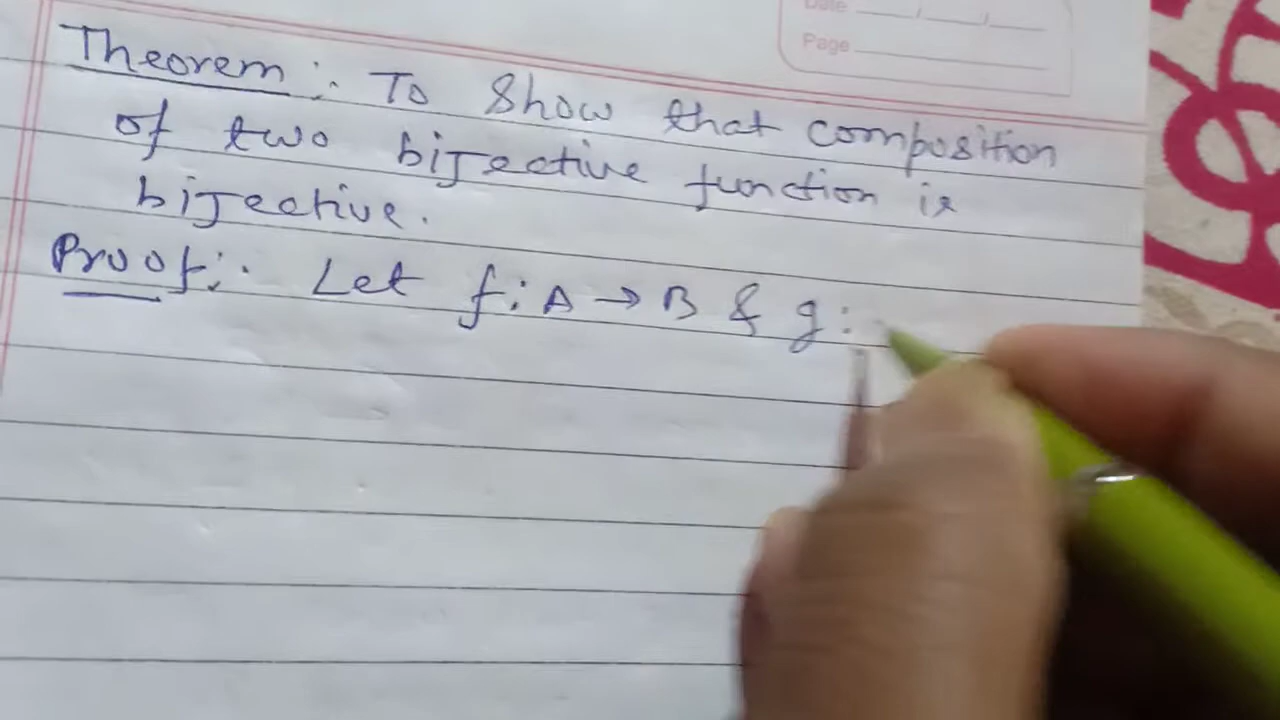 Date
Page
Theorem :. To Show that composition
of two bijective function is
bijective.
Proof:. Let f: A → B & g: